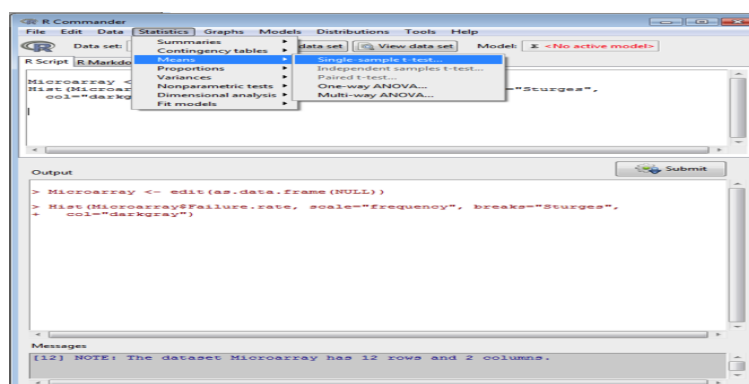 R Commander
File Edit Data Statistics Graphs Models Distributions Tools Help
Data set: data set View data set Model: Σ <No active model>
R Script R Markdo
Summaries
Contingency tables
Means
Proportions
Variances
Nonparametric tests
Dimensional analysis
Fit models
Single-sample t-test...
Independent samples t-test...
Paired t-test...
One-way ANOVA...
Multi-way ANOVA...
Microarray <
Hist(Microar ="Sturges",
col="darkg
Output
Submit
> Microarray <- edit(as.data.frame(NULL))
> Hist(Microarray$Failure.rate, scale="frequency", breaks="Sturges",
+ col="darkgray")
Messages
[12] NOTE: The dataset Microarray has 12 rows and 2 columns.